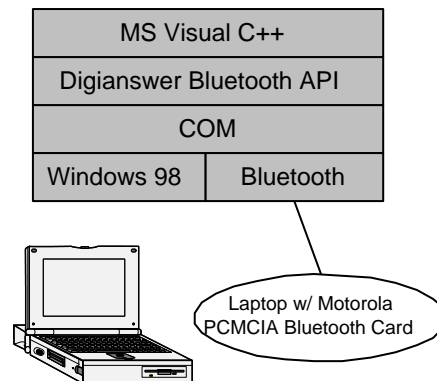 MS Visual C++
Digianswer Bluetooth API
COM
Windows 98
Bluetooth
Laptop w/ Motorola
PCMCIA Bluetooth Card